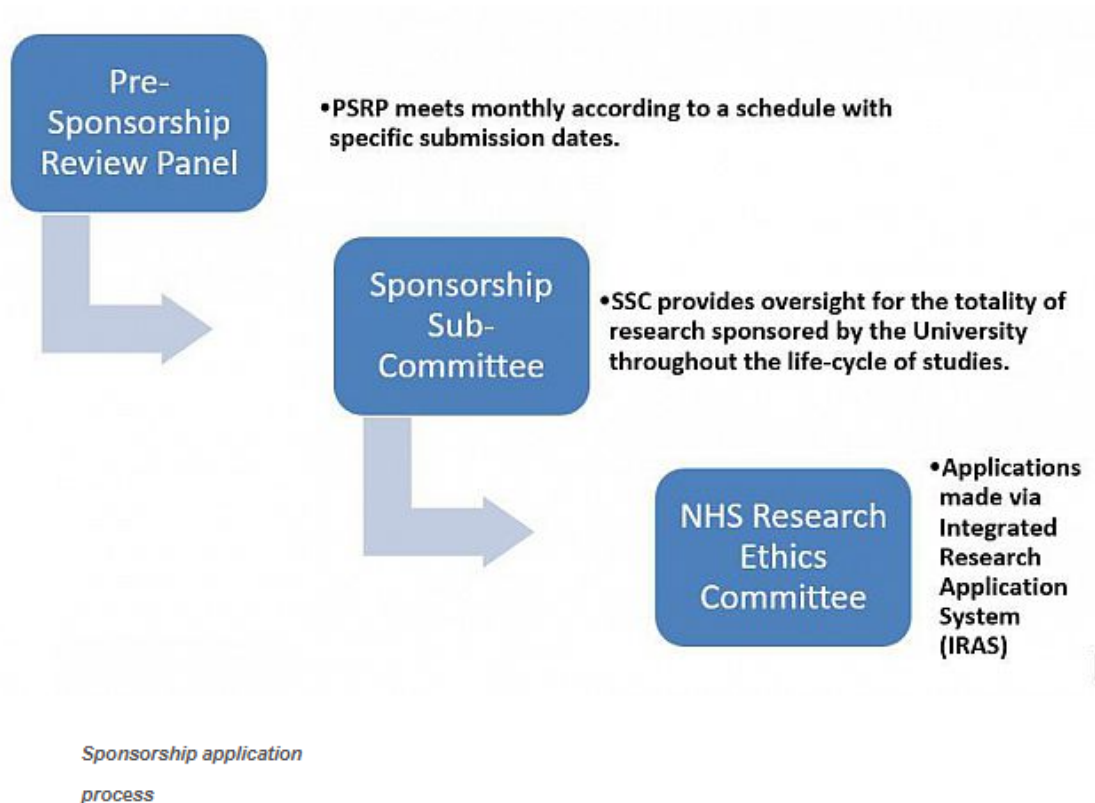 Pre-
Sponsorship
Review Panel
•PSRP meets monthly according to a schedule with
specific submission dates.
Sponsorship
Sub-
Committee
•SSC provides oversight for the totality of
research sponsored by the University
throughout the life-cycle of studies.
NHS Research
Ethics
Committee
•Applications
made via
Integrated
Research
Application
System
(IRAS)
Sponsorship application
process